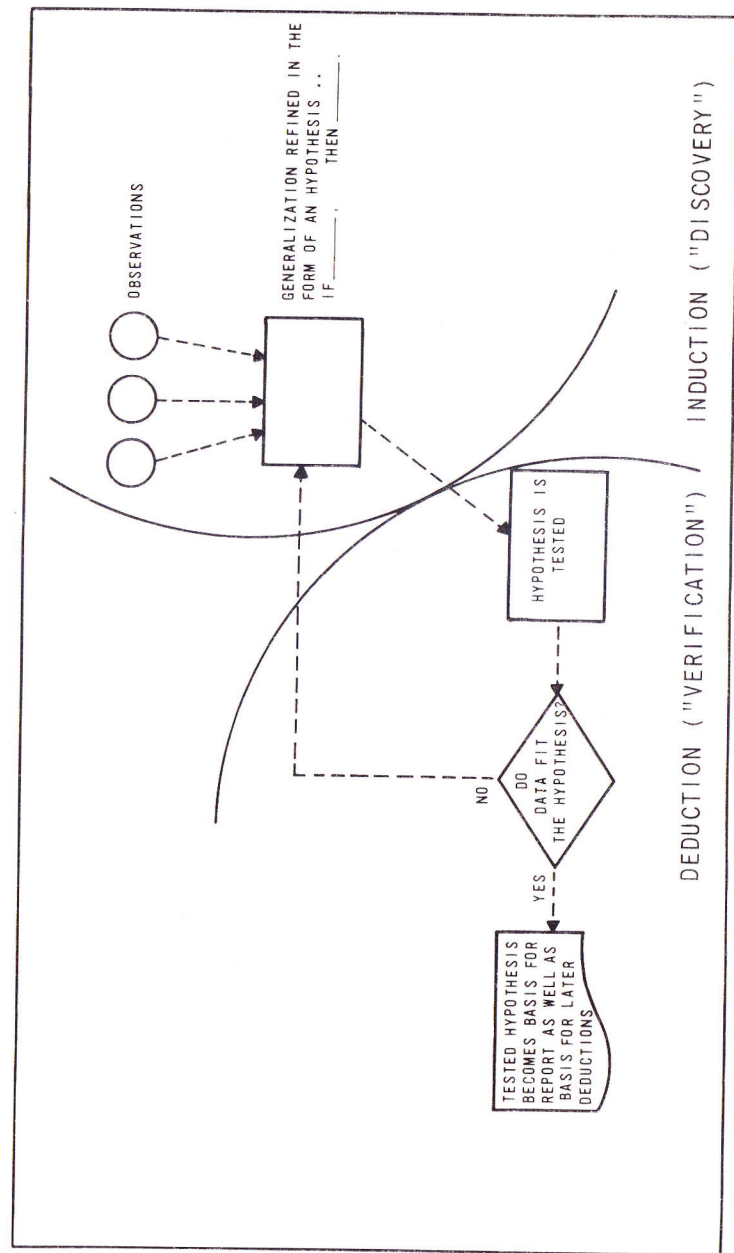 OBSERVATIONS
GENERALIZATION REFINED IN THE
FORM OF AN HYPOTHESIS ..
IF______. THEN ______.
HYPOTHESIS IS
TESTED
DO
DATA FIT
THE HYPOTHESIS?
NO
YES
TESTED HYPOTHESIS
BECOMES BASIS FOR
REPORT AS WELL AS
BASIS FOR LATER
DEDUCTIONS
DEDUCTION ("VERIFICATION")
INDUCTION ("DISCOVERY")